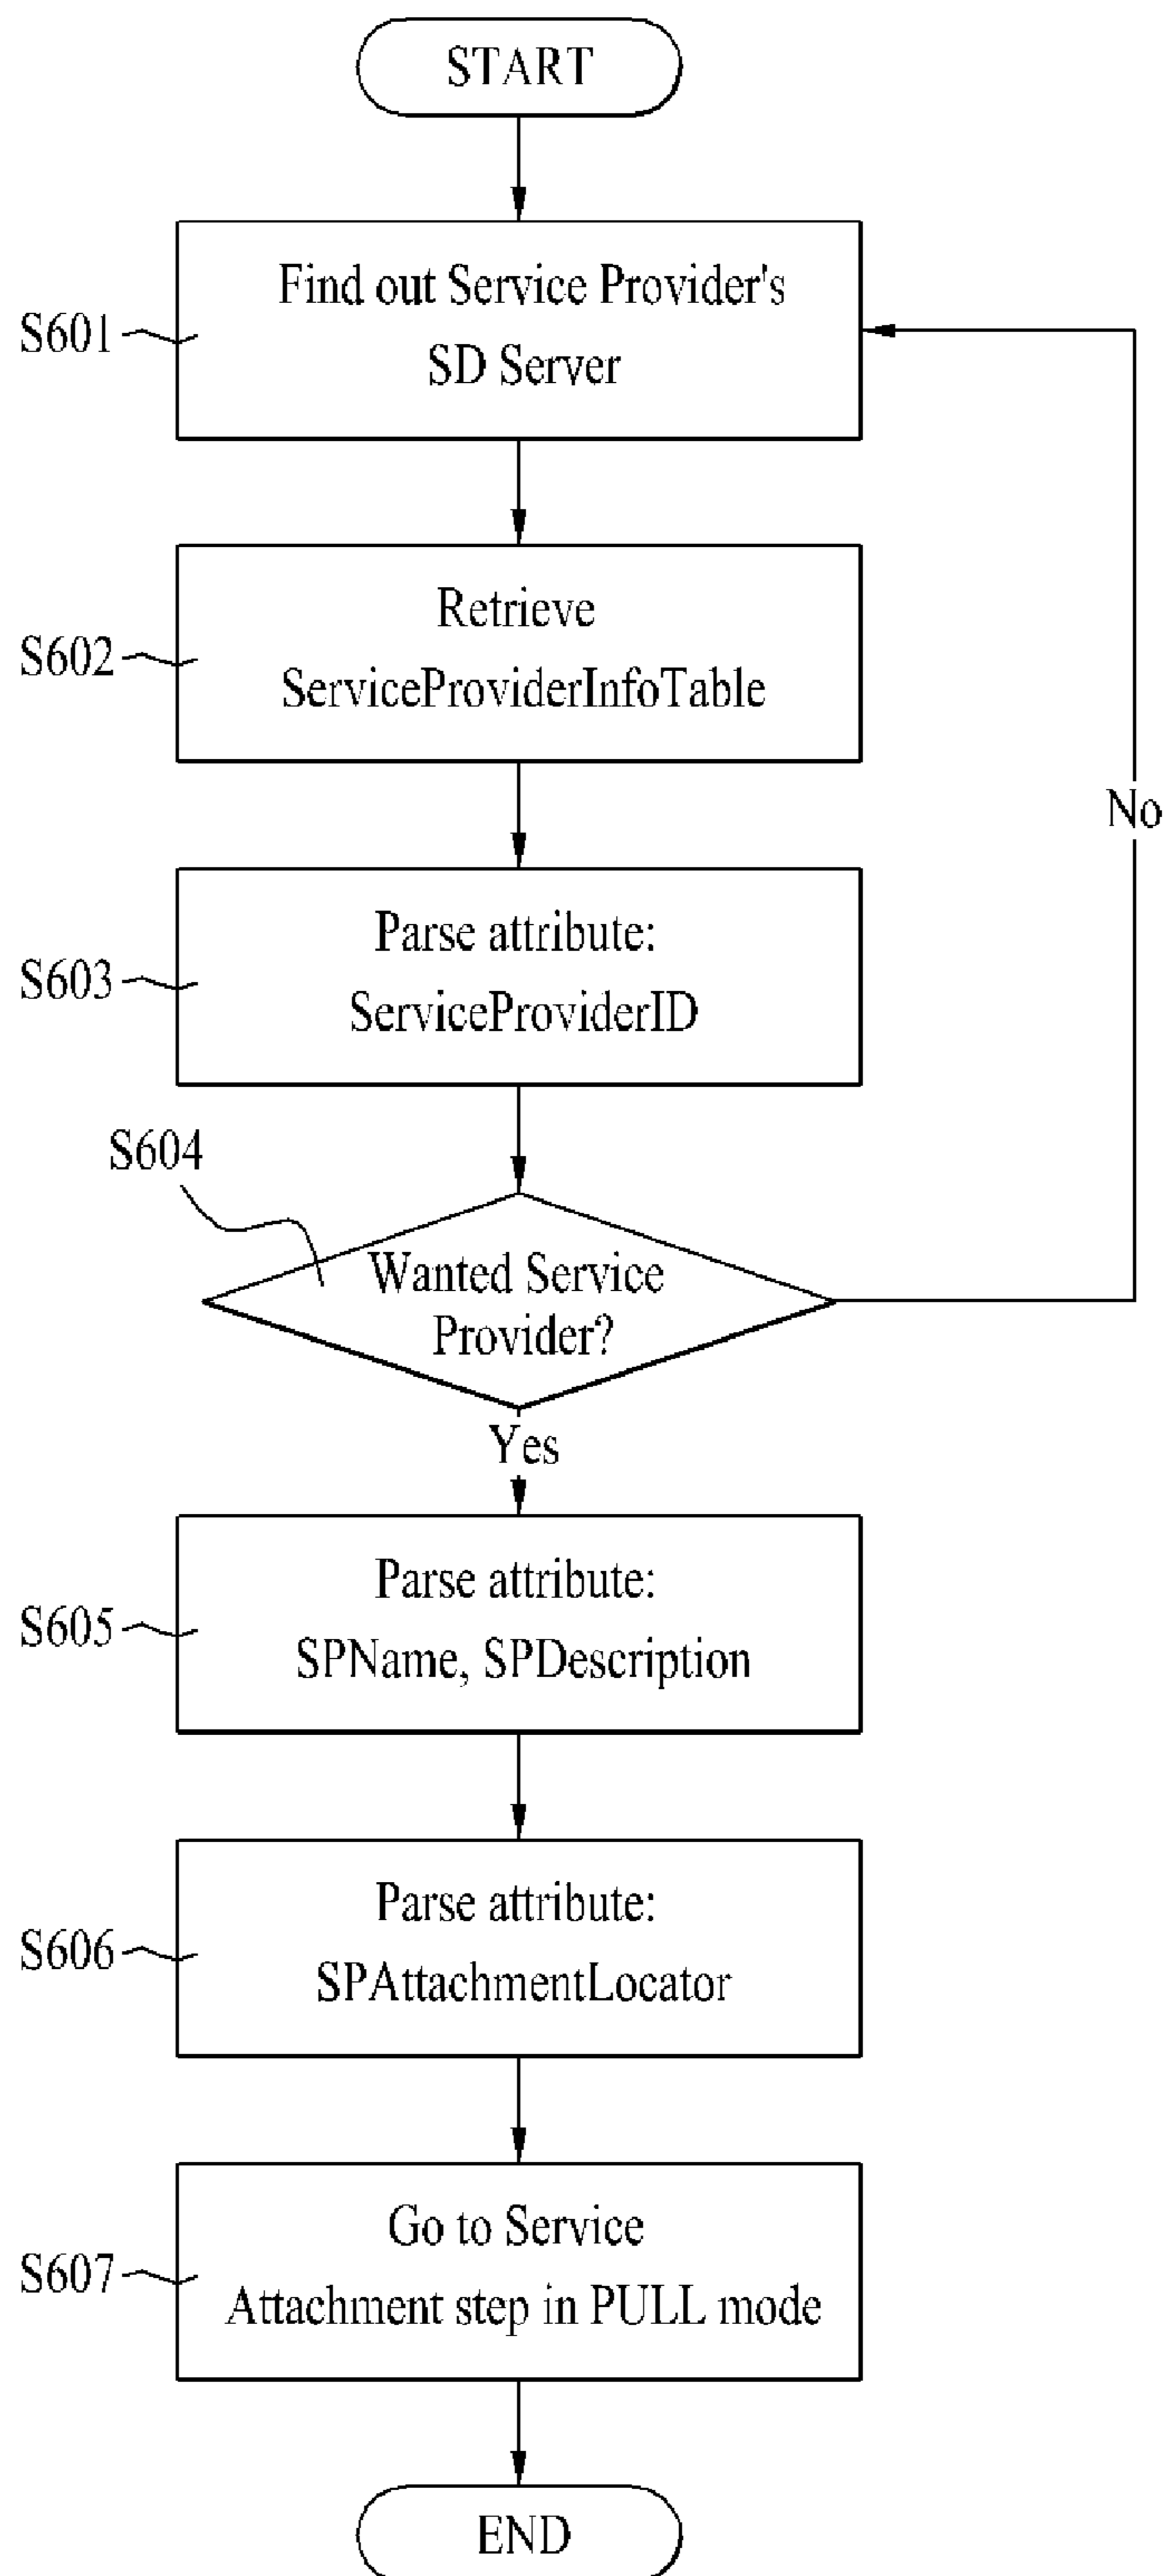 START
S601
Find out Service Provider's
SD Server
S602
Retrieve
ServiceProviderInfoTable
No
S603
Parse attribute:
ServiceProviderID
S604
Wanted Service
Provider?
Yes
S605
Parse attribute:
SPName, SPDescription
S606
Parse attribute:
SPAttachmentLocator
S607
Go to Service
Attachment step in PULL mode
END